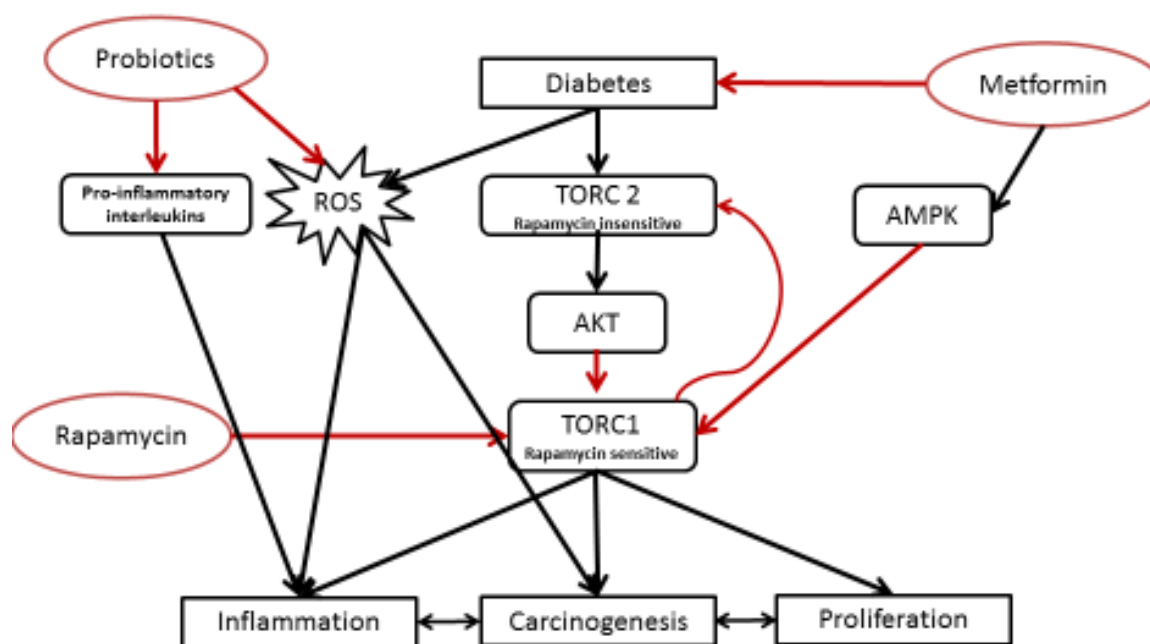 Probiotics
Diabetes
Metformin
Pro-inflammatory
interleukins
ROS
TORC 2
Rapamycin insensitive
AMPK
AKT
Rapamycin
TORC1
Rapamycin sensitive
Inflammation
Carcinogenesis
Proliferation